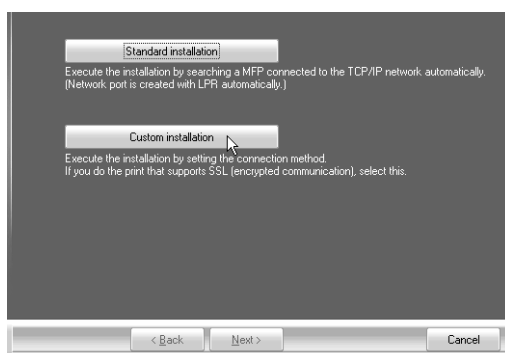 Standard installation
Execute the installation by searching a MFP connected to the TCP/IP network automatically.
(Network port is created with LPR automatically.)
Custom installation
Execute the installation by setting the connection method.
If you do the print that supports SSL (encrypted communication), select this.
< Back Next > Cancel